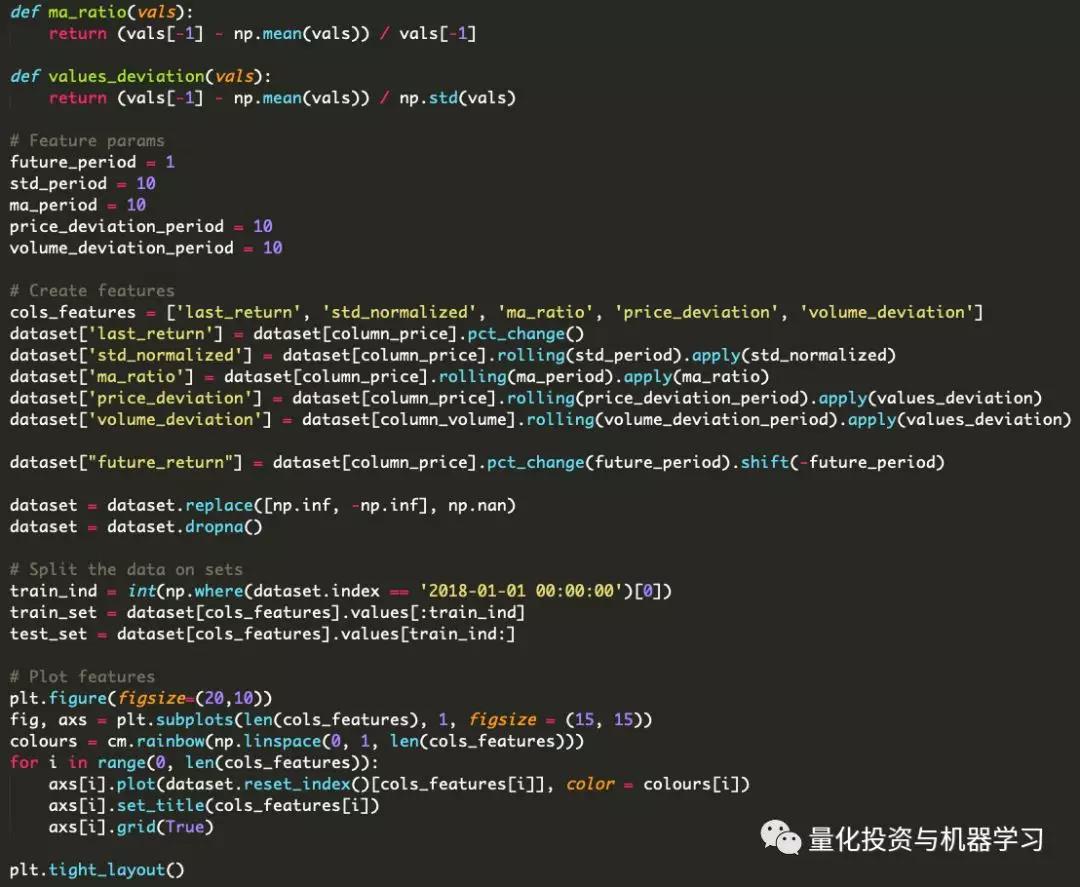 def ma_ratio(vals):
    return (vals[-1] - np.mean(vals)) / vals[-1]

def values_deviation(vals):
    return (vals[-1] - np.mean(vals)) / np.std(vals)

# Feature params
future_period = 1
std_period = 10
ma_period = 10
price_deviation_period = 10
volume_deviation_period = 10

# Create features
cols_features = ['last_return', 'std_normalized', 'ma_ratio', 'price_deviation', 'volume_deviation']
dataset['last_return'] = dataset[column_price].pct_change()
dataset['std_normalized'] = dataset[column_price].rolling(std_period).apply(std_normalized)
dataset['ma_ratio'] = dataset[column_price].rolling(ma_period).apply(ma_ratio)
dataset['price_deviation'] = dataset[column_price].rolling(price_deviation_period).apply(values_deviation)
dataset['volume_deviation'] = dataset[column_volume].rolling(volume_deviation_period).apply(values_deviation)

dataset["future_return"] = dataset[column_price].pct_change(future_period).shift(-future_period)

dataset = dataset.replace([np.inf, -np.inf], np.nan)
dataset = dataset.dropna()

# Split the data on sets
train_ind = int(np.where(dataset.index == '2018-01-01 00:00:00')[0])
train_set = dataset[cols_features].values[:train_ind]
test_set = dataset[cols_features].values[train_ind:]

# Plot features
plt.figure(figsize=(20,10))
fig, axs = plt.subplots(len(cols_features), 1, figsize = (15, 15))
colours = cm.rainbow(np.linspace(0, 1, len(cols_features)))
for i in range(0, len(cols_features)):
    axs[i].plot(dataset.reset_index()[cols_features[i]], color = colours[i])
    axs[i].set_title(cols_features[i])
    axs[i].grid(True)

plt.tight_layout()
量化投资与机器学习